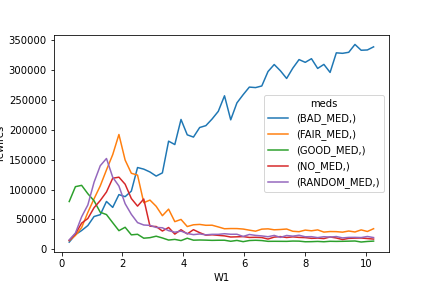 350000
300000
250000
200000
150000
100000
50000
0
meds
(BAD_MED,)
(FAIR_MED,)
(GOOD_MED,)
(NO_MED,)
(RANDOM_MED,)
0
2
4
6
8
10
W1